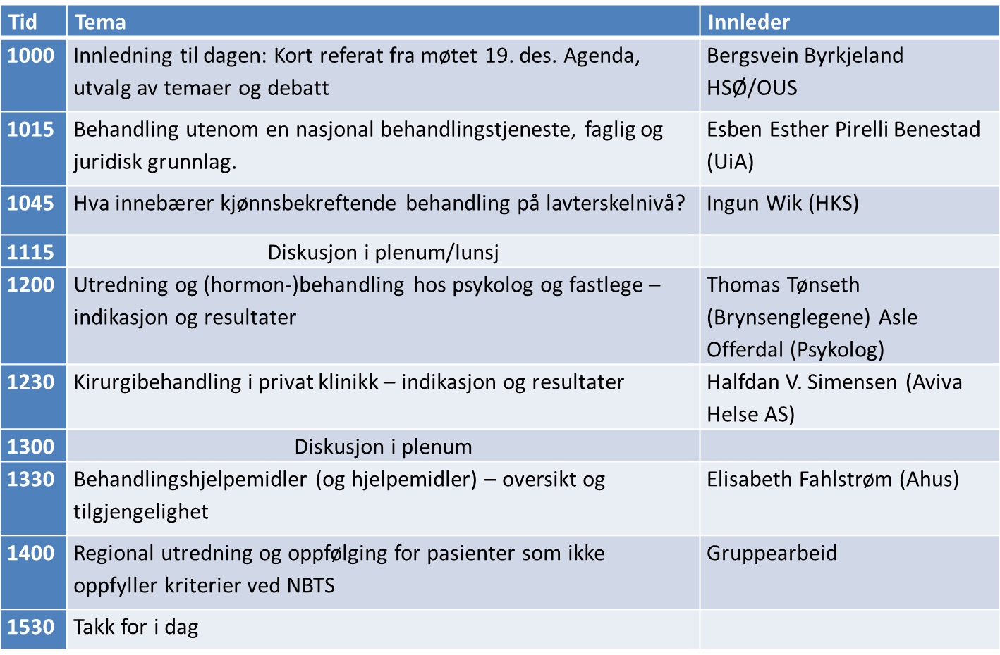 Tid Tema Innleder
1000 Innledning til dagen: Kort referat fra møtet 19. des. Agenda, Bergsvein Byrkjeland
utvalg av temaer og debatt HSØ/OUS
1015 Behandling utenom en nasjonal behandlingstjeneste, faglig og Esben Esther Pirelli Benestad
juridisk grunnlag. (UiA)
1045 Hva innebærer kjønnsbekreftende behandling på lavterskelnivå? Ingun Wik (HKS)
1115 Diskusjon i plenum/lunsj
1200 Utredning og (hormon-)behandling hos psykolog og fastlege – Thomas Tønseth
indikasjon og resultater (Brynsenglegene) Asle
Offerdal (Psykolog)
1230 Kirurgibehandling i privat klinikk – indikasjon og resultater Halfdan V. Simensen (Aviva
Helse AS)
1300 Diskusjon i plenum
1330 Behandlingshjelpemidler (og hjelpemidler) – oversikt og Elisabeth Fahlstrøm (Ahus)
tilgjengelighet
1400 Regional utredning og oppfølging for pasienter som ikke Gruppearbeid
oppfyller kriterier ved NBTS
1530 Takk for i dag